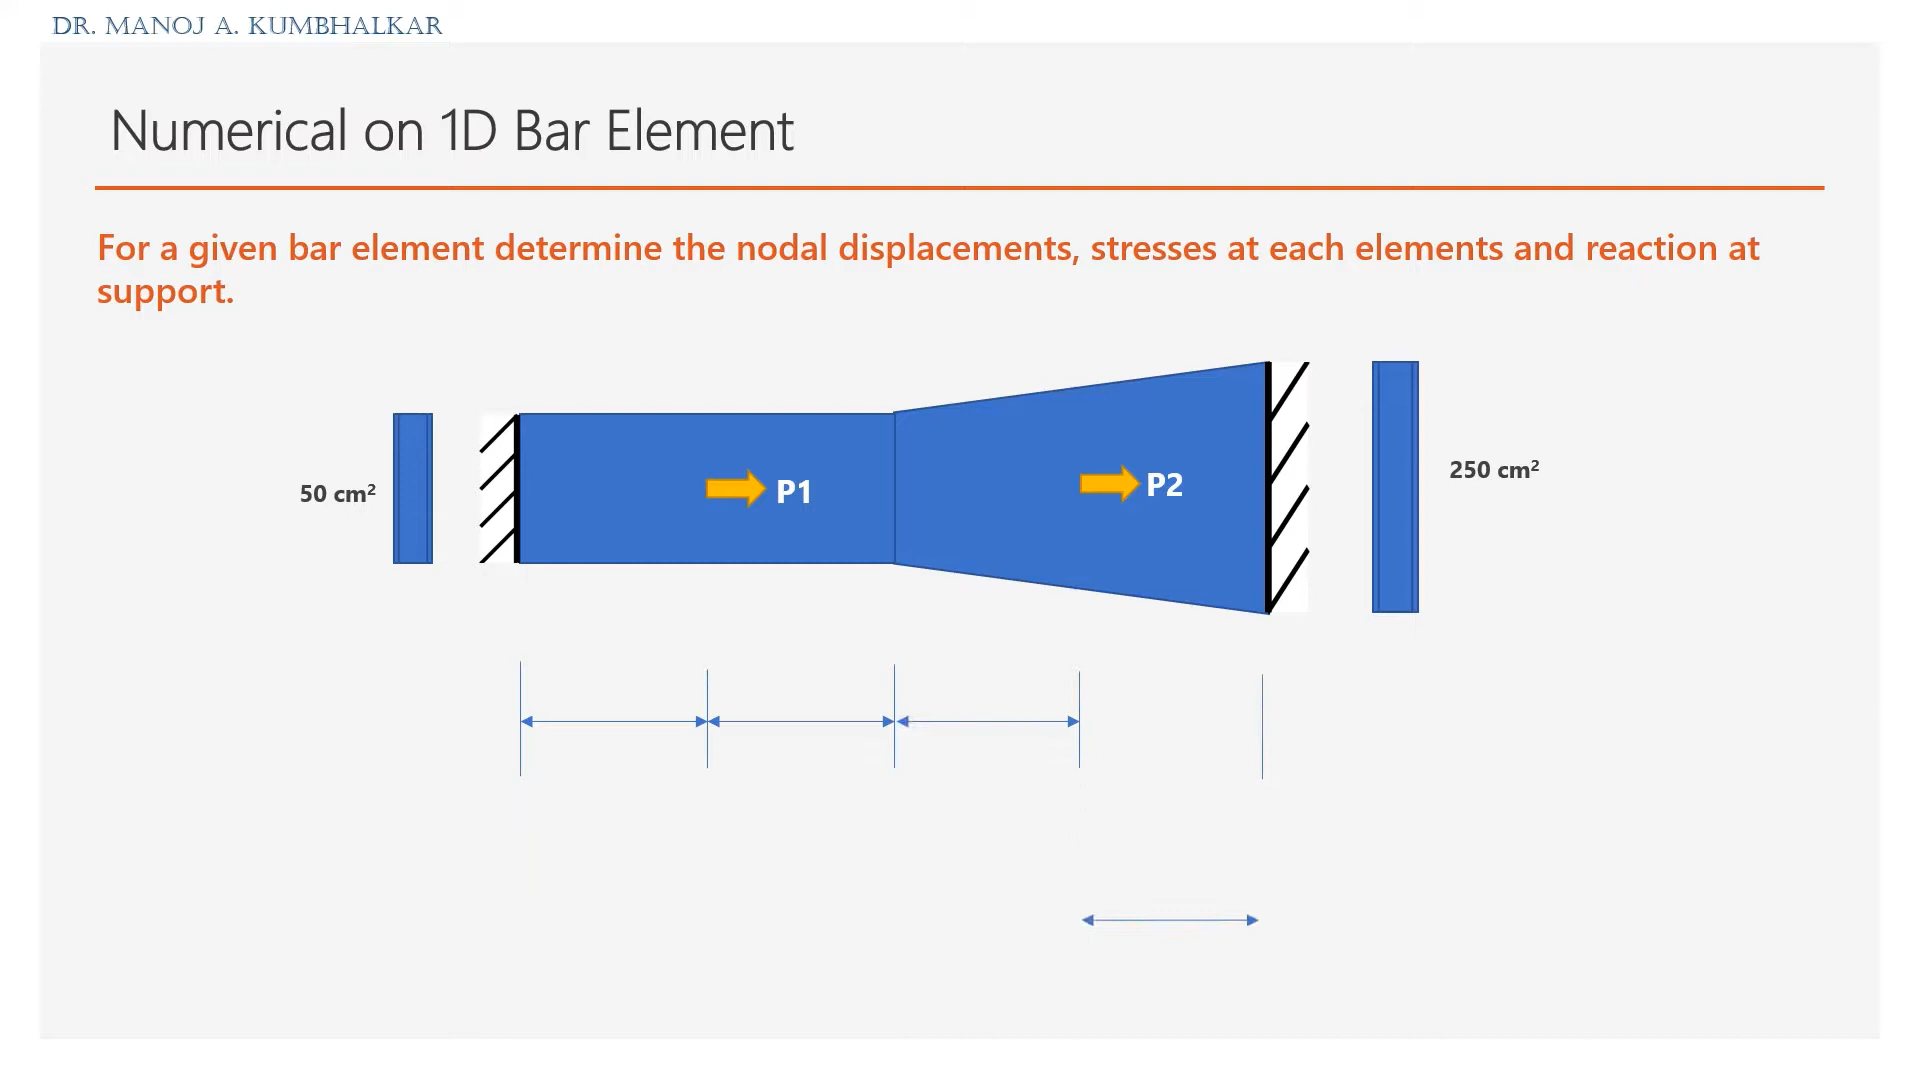 DR. MANOJ A. KUMBHALKAR
Numerical on 1D Bar Element
For a given bar element determine the nodal displacements, stresses at each elements and reaction at
support.
50 cm²
P1
P2
250 cm²